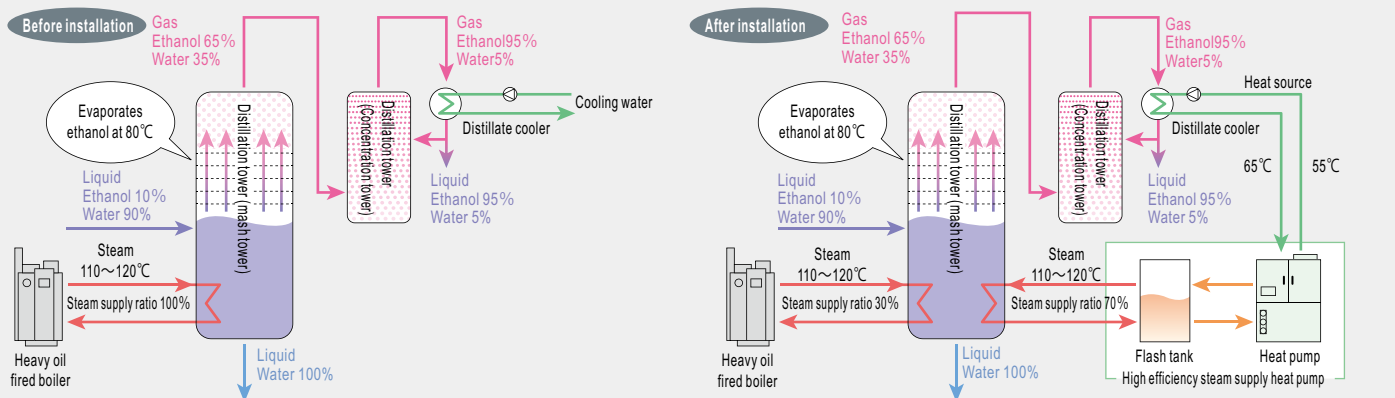 Before installation
Gas
Ethanol 65%
Water 35%
Gas
Ethanol95%
Water5%
Evaporates
ethanol at 80℃
Distillation tower (mash tower)
Distillation tower
(Concentration tower)
Cooling water
Distillate cooler
Liquid
Ethanol 10%
Water 90%
Liquid
Ethanol 95%
Water 5%
Steam
110～120℃
Steam supply ratio 100%
Heavy oil
fired boiler
Liquid
Water 100%
After installation
Gas
Ethanol 65%
Water 35%
Gas
Ethanol95%
Water5%
Evaporates
ethanol at 80℃
Distillation tower (mash tower)
Distillation tower
(Concentration tower)
Heat source
Distillate cooler
65℃
55℃
Liquid
Ethanol 10%
Water 90%
Liquid
Ethanol 95%
Water 5%
Steam
110～120℃
Steam supply ratio 30%
Steam
110～120℃
Steam supply ratio 70%
Heavy oil
fired boiler
Liquid
Water 100%
Flash tank
Heat pump
High efficiency steam supply heat pump